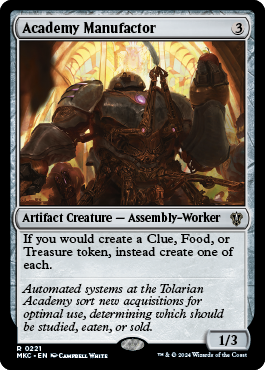 Academy Manufactor 3
Artifact Creature — Assembly-Worker
If you would create a Clue, Food, or
Treasure token, instead create one of
each.
Automated systems at the Tolarian
Academy sort new acquisitions for
optimal use, determining which should
be studied, eaten, or sold.
1/3
R 0221
MKC • EN CAMPBELL WHITE
™ & © 2024 Wizards of the Coast